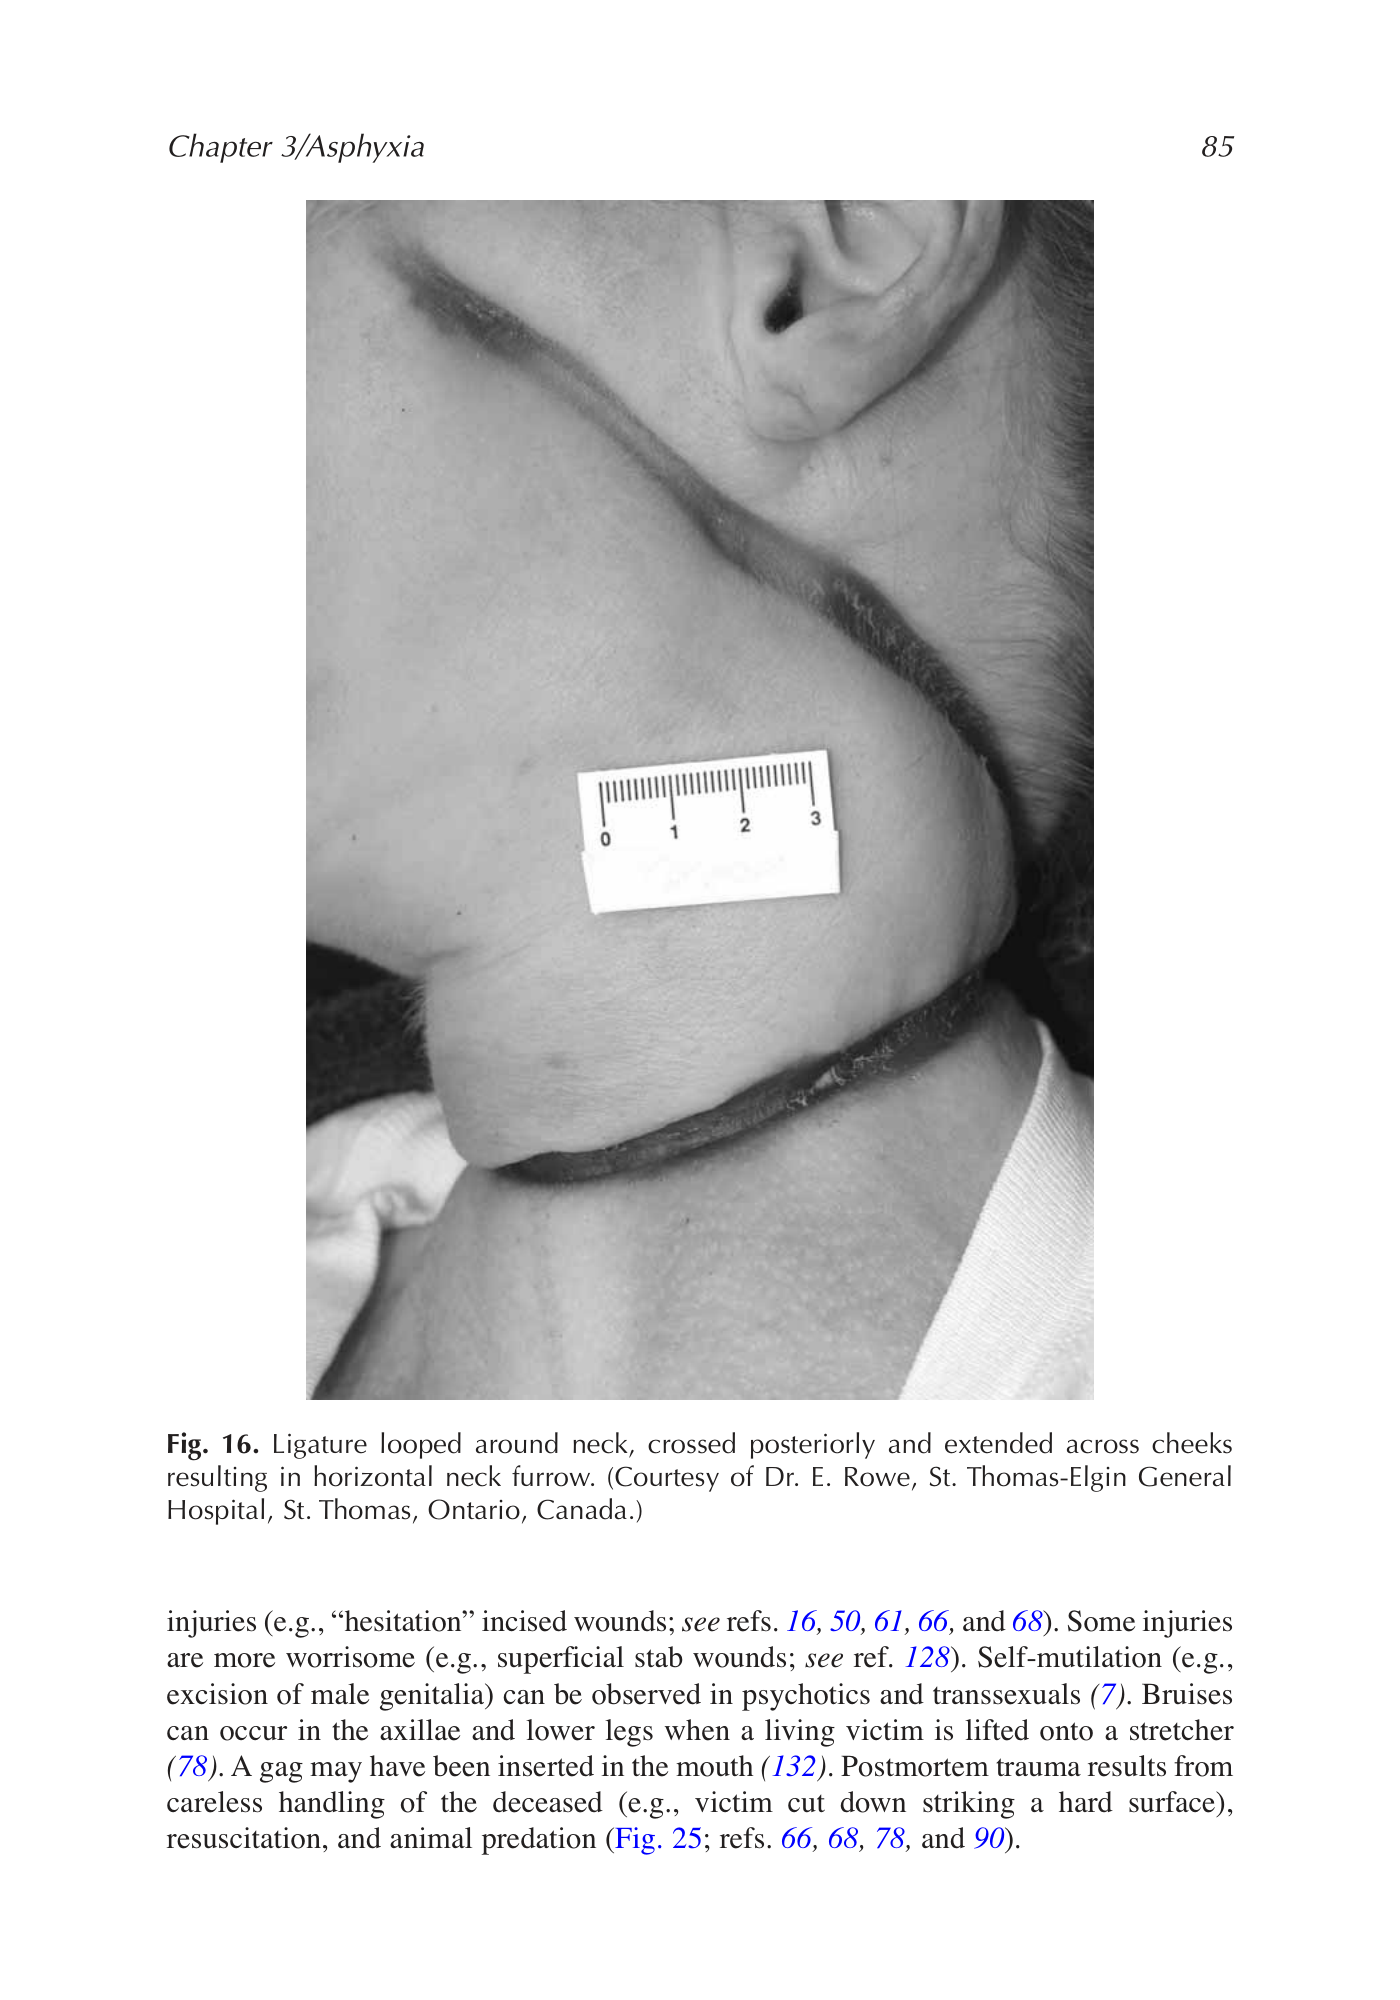 Chapter 3/Asphyxia 85
0 1 2 3
Fig. 16. Ligature looped around neck, crossed posteriorly and extended across cheeks
resulting in horizontal neck furrow. (Courtesy of Dr. E. Rowe, St. Thomas-Elgin General
Hospital, St. Thomas, Ontario, Canada.)
injuries (e.g., “hesitation” incised wounds; see refs. 16, 50, 61, 66, and 68). Some injuries
are more worrisome (e.g., superficial stab wounds; see ref. 128). Self-mutilation (e.g.,
excision of male genitalia) can be observed in psychotics and transsexuals (7). Bruises
can occur in the axillae and lower legs when a living victim is lifted onto a stretcher
(78). A gag may have been inserted in the mouth (132). Postmortem trauma results from
careless handling of the deceased (e.g., victim cut down striking a hard surface),
resuscitation, and animal predation (Fig. 25; refs. 66, 68, 78, and 90).